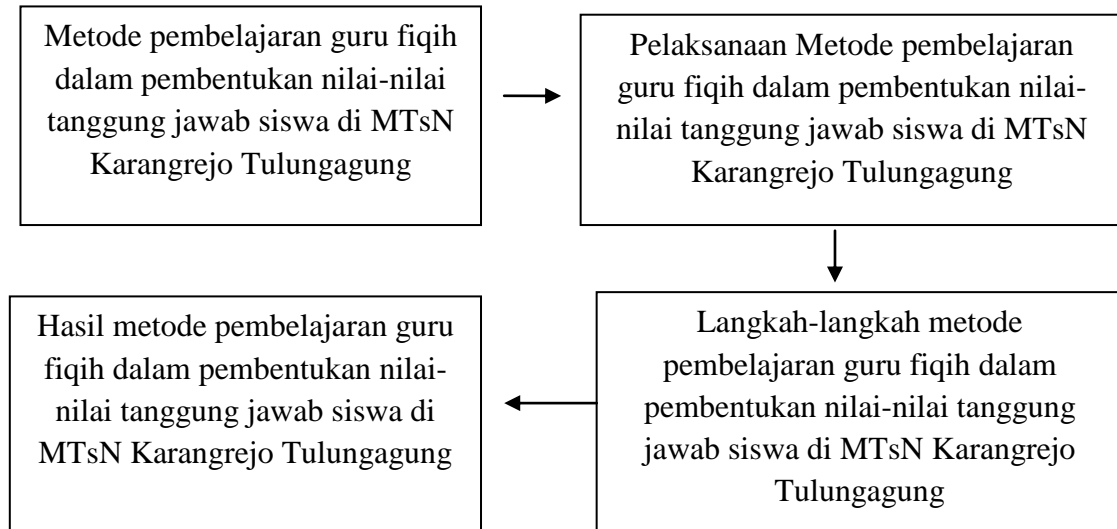 Metode pembelajaran guru fiqih
dalam pembentukan nilai-nilai
tanggung jawab siswa di MTsN
Karangrejo Tulungagung
Pelaksanaan Metode pembelajaran
guru fiqih dalam pembentukan nilai-
nilai tanggung jawab siswa di MTsN
Karangrejo Tulungagung
Langkah-langkah metode
pembelajaran guru fiqih dalam
pembentukan nilai-nilai tanggung
jawab siswa di MTsN Karangrejo
Tulungagung
Hasil metode pembelajaran guru
fiqih dalam pembentukan nilai-
nilai tanggung jawab siswa di
MTsN Karangrejo Tulungagung